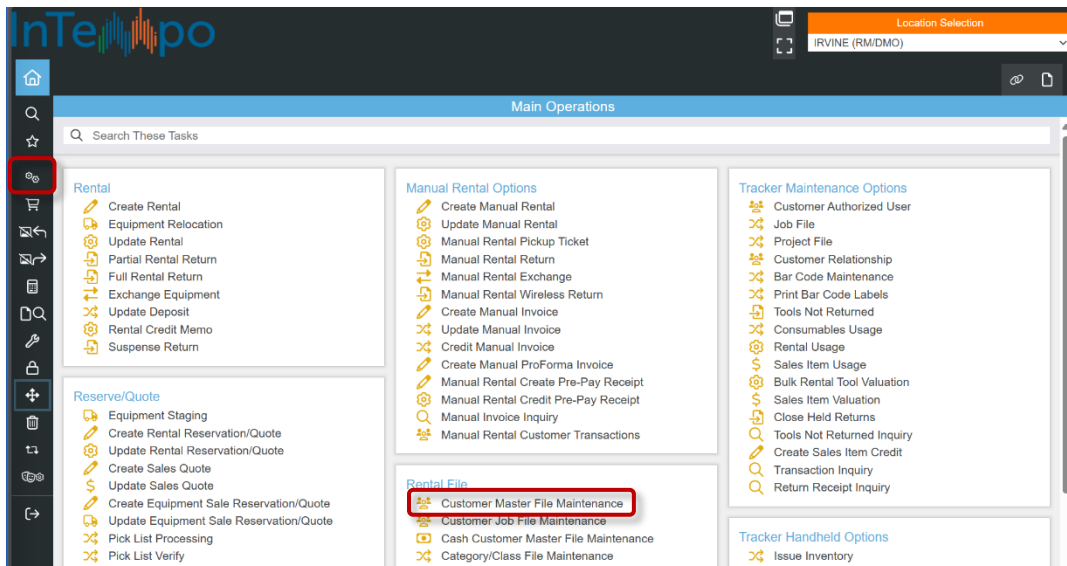 InTempo
Location Selection
IRVINE (RM/DMO)
Main Operations
Search These Tasks
Rental
Create Rental
Equipment Relocation
Update Rental
Partial Rental Return
Full Rental Return
Exchange Equipment
Update Deposit
Rental Credit Memo
Suspense Return
Reserve/Quote
Equipment Staging
Create Rental Reservation/Quote
Update Rental Reservation/Quote
Create Sales Quote
Update Sales Quote
Create Equipment Sale Reservation/Quote
Update Equipment Sale Reservation/Quote
Pick List Processing
Pick List Verify
Manual Rental Options
Create Manual Rental
Update Manual Rental
Manual Rental Pickup Ticket
Manual Rental Return
Manual Rental Exchange
Manual Rental Wireless Return
Create Manual Invoice
Update Manual Invoice
Credit Manual Invoice
Create Manual ProForma Invoice
Manual Rental Create Pre-Pay Receipt
Manual Rental Credit Pre-Pay Receipt
Manual Invoice Inquiry
Manual Rental Customer Transactions
Rental File
Customer Master File Maintenance
Customer Job File Maintenance
Cash Customer Master File Maintenance
Category/Class File Maintenance
Tracker Maintenance Options
Customer Authorized User
Job File
Project File
Customer Relationship
Bar Code Maintenance
Print Bar Code Labels
Tools Not Returned
Consumables Usage
Rental Usage
Sales Item Usage
Bulk Rental Tool Valuation
Sales Item Valuation
Close Held Returns
Tools Not Returned Inquiry
Create Sales Item Credit
Transaction Inquiry
Return Receipt Inquiry
Tracker Handheld Options
Issue Inventory